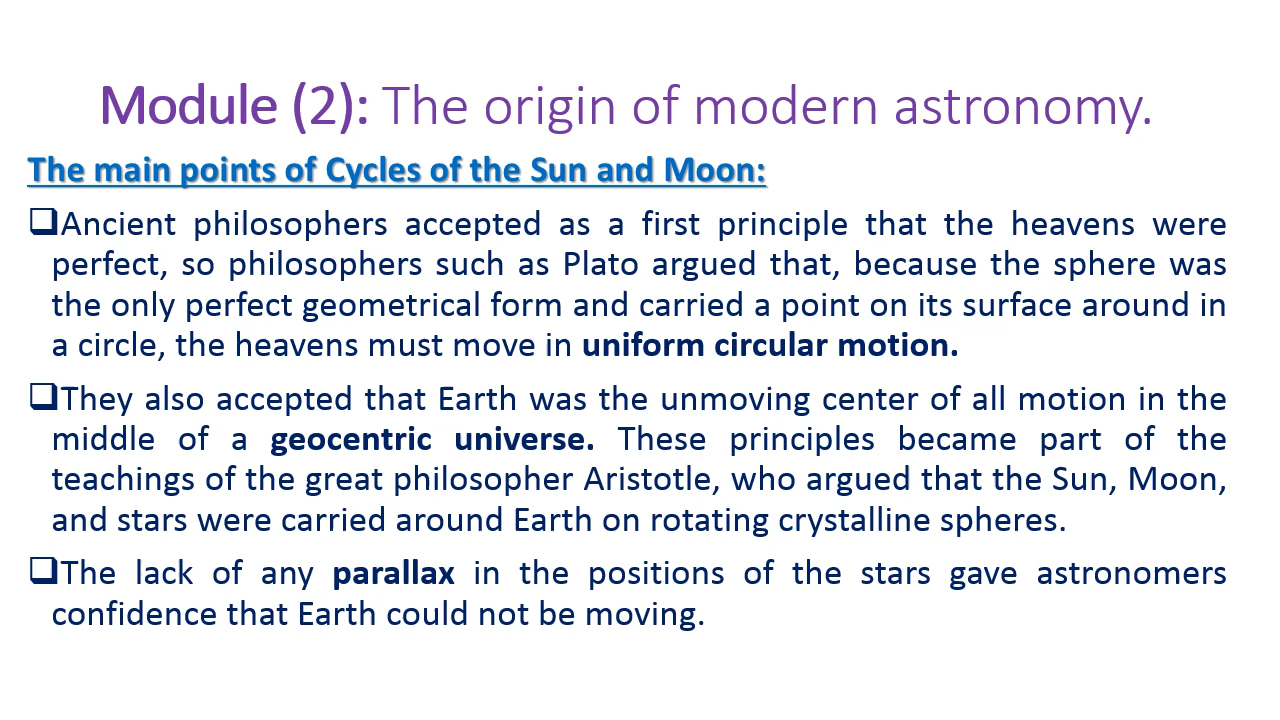 Module (2): The origin of modern astronomy.
The main points of Cycles of the Sun and Moon:
❑Ancient philosophers accepted as a first principle that the heavens were
perfect, so philosophers such as Plato argued that, because the sphere was
the only perfect geometrical form and carried a point on its surface around in
a circle, the heavens must move in uniform circular motion.
❑They also accepted that Earth was the unmoving center of all motion in the
middle of a geocentric universe. These principles became part of the
teachings of the great philosopher Aristotle, who argued that the Sun, Moon,
and stars were carried around Earth on rotating crystalline spheres.
❑The lack of any parallax in the positions of the stars gave astronomers
confidence that Earth could not be moving.